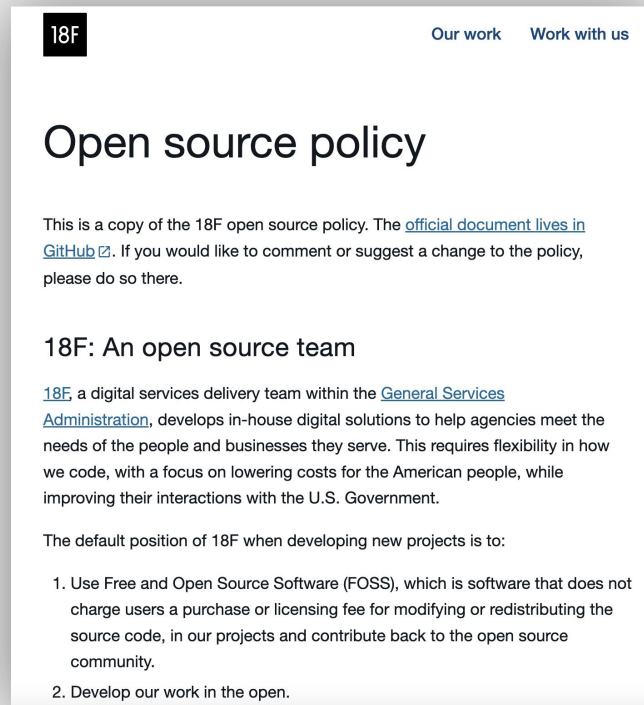 18F
Our work Work with us
Open source policy
This is a copy of the 18F open source policy. The official document lives in
GitHub. If you would like to comment or suggest a change to the policy,
please do so there.
18F: An open source team
18F, a digital services delivery team within the General Services
Administration, develops in-house digital solutions to help agencies meet the
needs of the people and businesses they serve. This requires flexibility in how
we code, with a focus on lowering costs for the American people, while
improving their interactions with the U.S. Government.
The default position of 18F when developing new projects is to:
1. Use Free and Open Source Software (FOSS), which is software that does not
charge users a purchase or licensing fee for modifying or redistributing the
source code, in our projects and contribute back to the open source
community.
2. Develop our work in the open.